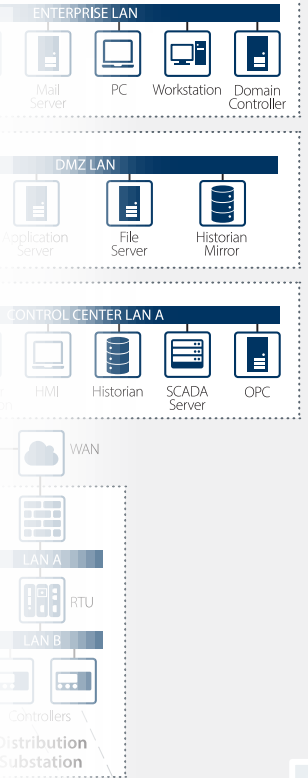 ENTERPRISE LAN
Mail
Server
PC
Workstation
Domain
Controller
DMZ LAN
Application
Server
File
Server
Historian
Mirror
CONTROL CENTER LAN A
HMI
Historian
SCADA
Server
OPC
WAN
LAN A
RTU
LAN B
Controllers
Distribution
Substation